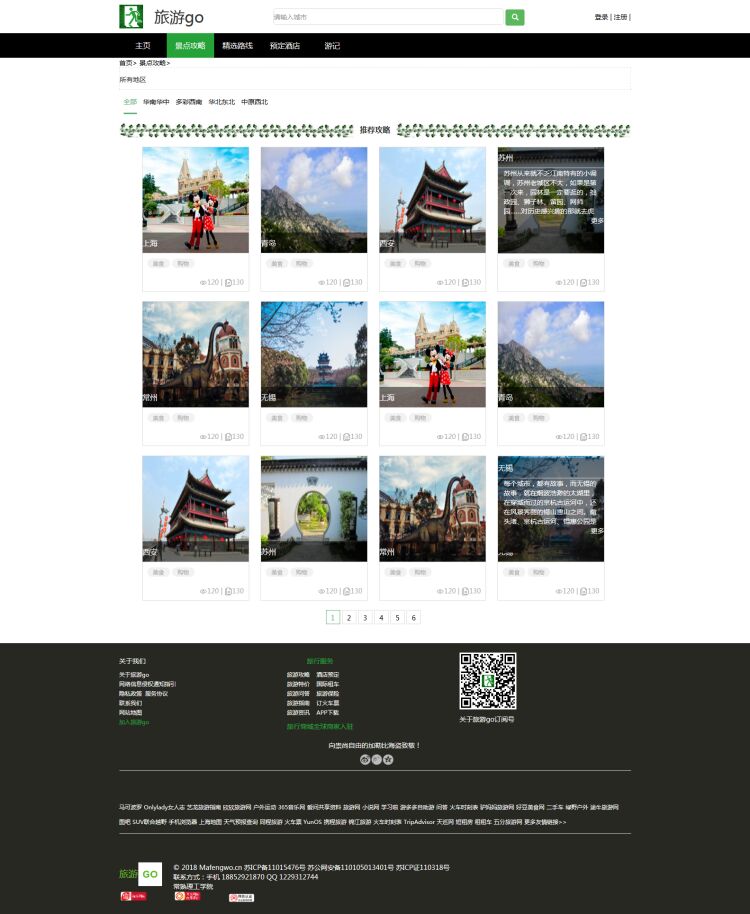 旅游go
请输入城市
登录 | 注册 |
主页 景点攻略 精选路线 预定酒店 游记
首页> 景点攻略>
所有地区
全部 华南华中 多彩西南 华北东北 中原西北
推荐攻略
上海 青岛 西安 苏州
苏州从来就不乏江南特有的小调
调，苏州老城区不大，如果是第
一次来，园林是一定要逛的，拙
政园、狮子林、留园、网师
园……对历史感兴趣的那就去虎
更多
美食 购物 美食 购物 美食 购物 美食 购物
120 | 130 120 | 130 120 | 130 120 | 130
常州 无锡 上海 青岛
美食 购物 美食 购物 美食 购物 美食 购物
120 | 130 120 | 130 120 | 130 120 | 130
西安 苏州 常州 无锡
每个城市，都有故事，而无锡的
故事，就在烟波浩渺的太湖里，
在穿城而过的京杭古运河中，还
在风景秀丽的锡山惠山之间。鼋
头渚、京杭古运河、锡惠公园是
更多
美食 购物 美食 购物 美食 购物 美食 购物
120 | 130 120 | 130 120 | 130 120 | 130
1 2 3 4 5 6
关于我们 旅行服务
关于旅游go 旅游攻略 酒店预定
网络信息侵权通知指引 旅游特价 国际租车
隐私政策 服务协议 旅游问答 旅游保险
联系我们 旅游指南 订火车票
网站地图 旅游资讯 APP下载
加入旅游go
旅行商城全球商家入驻
关于旅游go订阅号
向崇尚自由的加勒比海盗致敬！
马可波罗 Onlylady女人志 艺龙旅游指南 欣欣旅游网 户外运动 365音乐网 瞬间共享资料 旅游网 小说网 学习啦 游多多自助游 问答 火车时刻表 驴妈妈旅游网 好豆美食网 二手车 绿野户外 途牛旅游网
图吧 SUV联合越野 手机浏览器 上海地图 天气预报查询 同程旅游 火车票 YunOS 携程旅游 锦江旅游 火车时刻表 TripAdvisor 天巡网 短租房 租租车 五分旅游网 更多友情链接>>
旅游 GO
© 2018 Mafengwo.cn 苏ICP备11015476号 苏公网安备110105013401号 苏ICP证110318号
联系方式：手机 18852921870 QQ 1229312744
常熟理工学院